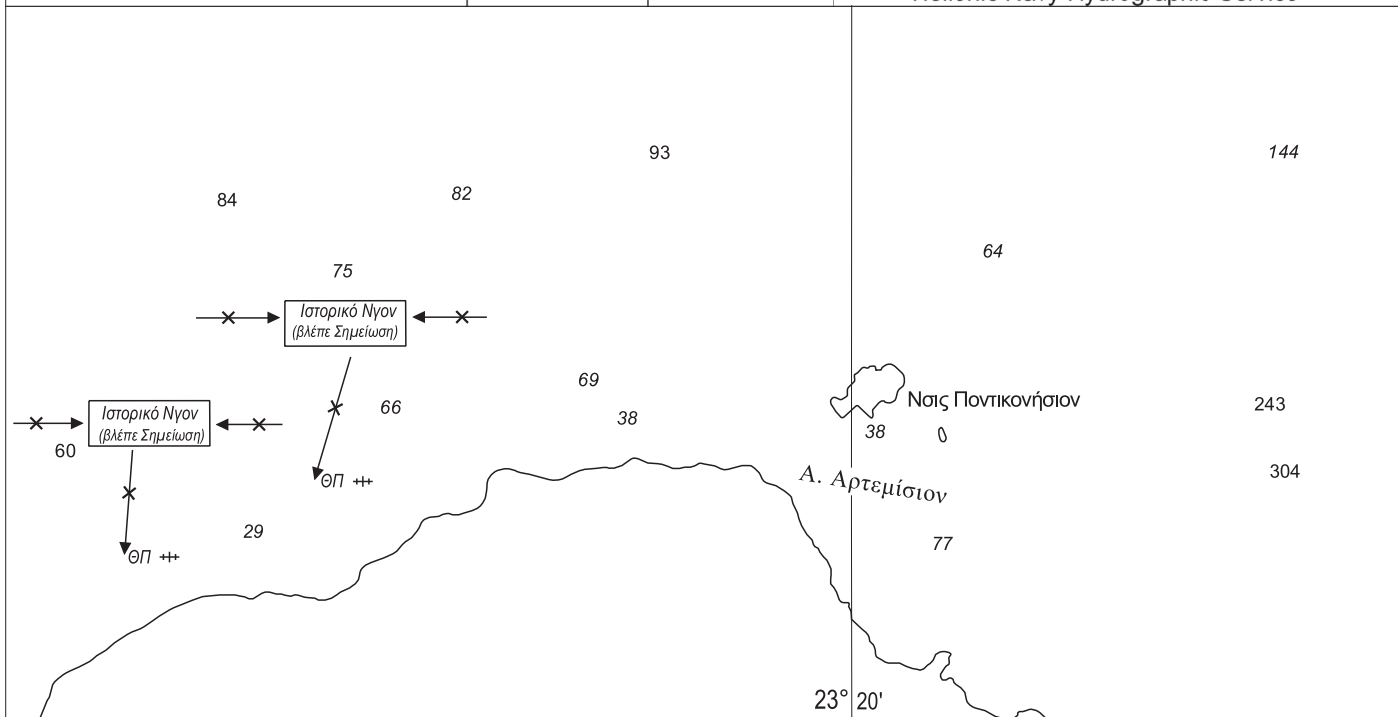 Hellenic Navy Hydrographic Service
93
144
84
82
64
75
Ιστορικό Νγον
(βλέπε Σημείωση)
69
66
38
Νσις Ποντικονήσιον
243
Ιστορικό Νγον
(βλέπε Σημείωση)
38
60
304
Α. Αρτεμίσιον
ΘΠ
29
77
ΘΠ
23° 20'